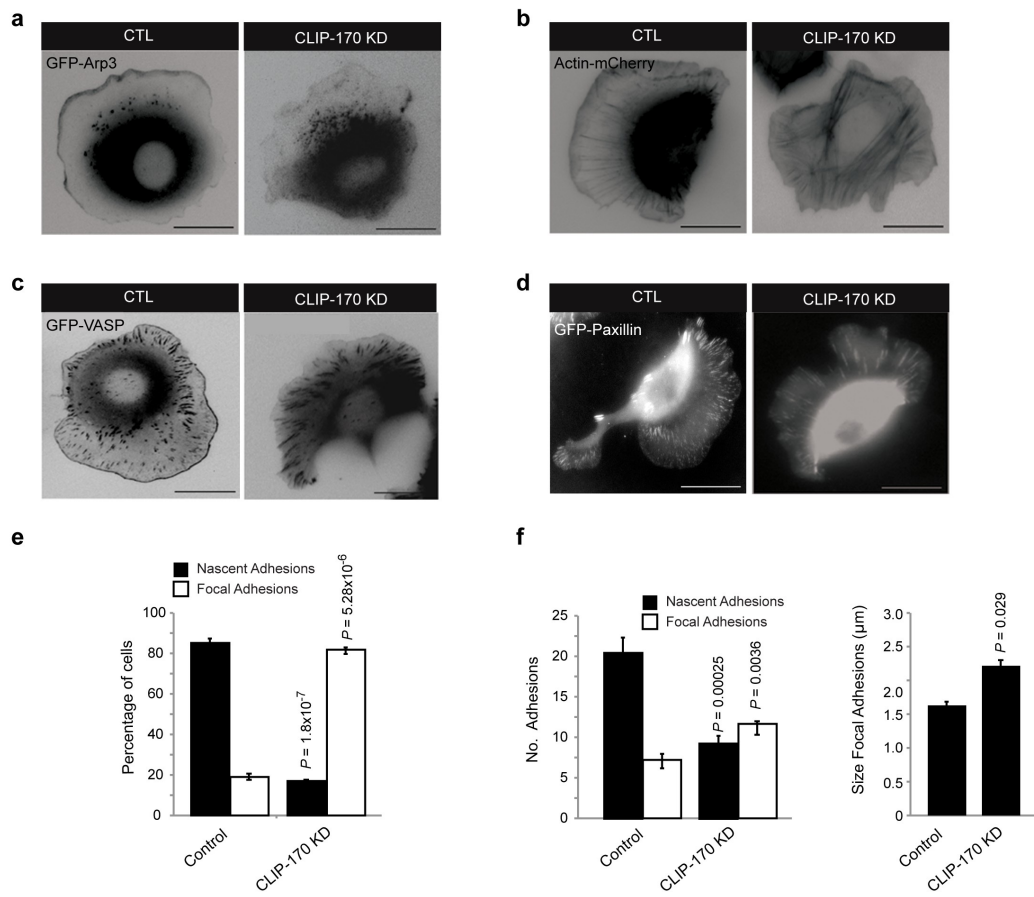 a
CTL
CLIP-170 KD
GFP-Arp3
b
CTL
CLIP-170 KD
Actin-mCherry
c
CTL
CLIP-170 KD
GFP-VASP
d
CTL
CLIP-170 KD
GFP-Paxillin
e
Nascent Adhesions
Focal Adhesions
Percentage of cells
100
80
60
40
20
0
P = 1.8x10⁻⁷
P = 5.28x10⁻⁶
Control
CLIP-170 KD
f
Nascent Adhesions
Focal Adhesions
No. Adhesions
25
20
15
10
5
0
P = 0.00025
P = 0.0036
Control
CLIP-170 KD
Size Focal Adhesions (μm)
3.0
2.5
2.0
1.5
1.0
0.5
0
P = 0.029
Control
CLIP-170 KD